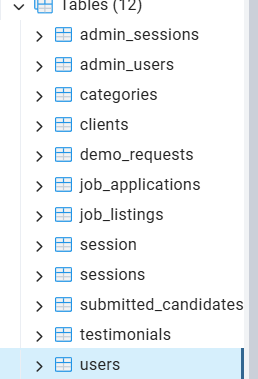 Tables (12)
admin_sessions
admin_users
categories
clients
demo_requests
job_applications
job_listings
session
sessions
submitted_candidates
testimonials
users